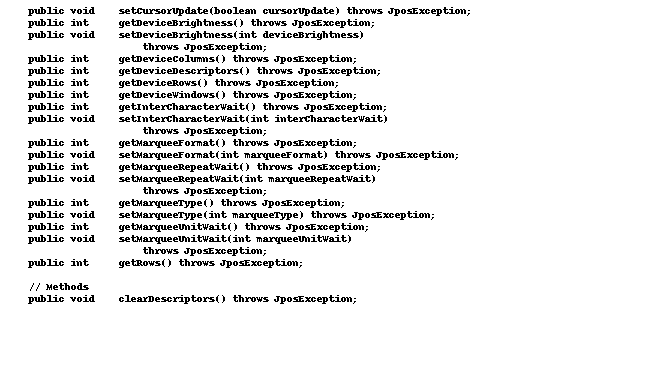 public void    setCursorUpdate(boolean cursorUpdate) throws JposException;
public int     getDeviceBrightness() throws JposException;
public void    setDeviceBrightness(int deviceBrightness)
                   throws JposException;
public int     getDeviceColumns() throws JposException;
public int     getDeviceDescriptors() throws JposException;
public int     getDeviceRows() throws JposException;
public int     getDeviceWindows() throws JposException;
public int     getInterCharacterWait() throws JposException;
public void    setInterCharacterWait(int interCharacterWait)
                   throws JposException;
public int     getMarqueeFormat() throws JposException;
public void    setMarqueeFormat(int marqueeFormat) throws JposException;
public int     getMarqueeRepeatWait() throws JposException;
public void    setMarqueeRepeatWait(int marqueeRepeatWait)
                   throws JposException;
public int     getMarqueeType() throws JposException;
public void    setMarqueeType(int marqueeType) throws JposException;
public int     getMarqueeUnitWait() throws JposException;
public void    setMarqueeUnitWait(int marqueeUnitWait)
                   throws JposException;
public int     getRows() throws JposException;

// Methods
public void    clearDescriptors() throws JposException;